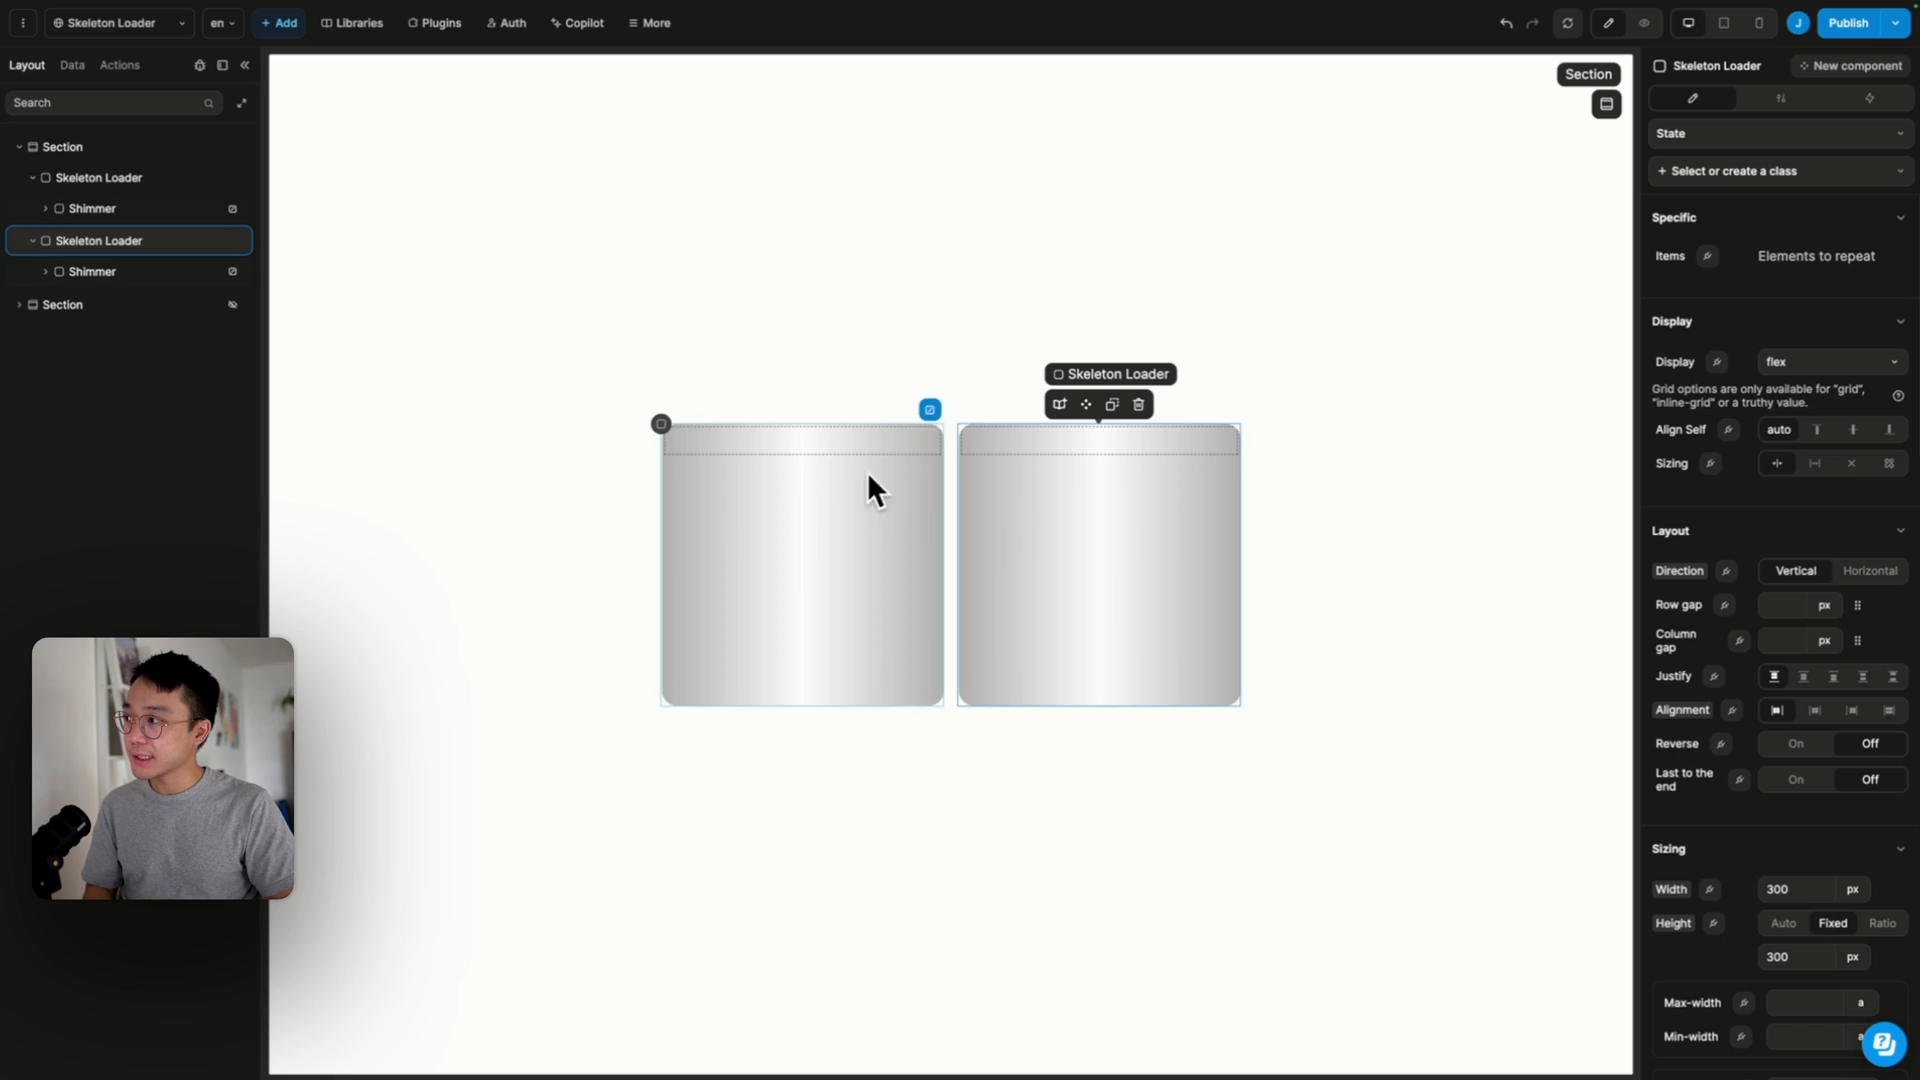 Skeleton Loader
en
+ Add
Libraries
Plugins
Auth
Copilot
More
J
Publish
Layout
Data
Actions
Search
Section
Skeleton Loader
Shimmer
Skeleton Loader
Shimmer
Section
Section
Skeleton Loader
Skeleton Loader
New component
State
+ Select or create a class
Specific
Items
Elements to repeat
Display
Display
flex
Grid options are only available for "grid",
"inline-grid" or a truthy value.
Align Self
auto
Sizing
Layout
Direction
Vertical
Horizontal
Row gap
px
Column
gap
px
Justify
Alignment
Reverse
On
Off
Last to the
end
On
Off
Sizing
Width
300
px
Height
Auto
Fixed
Ratio
300
px
Max-width
a
Min-width
a